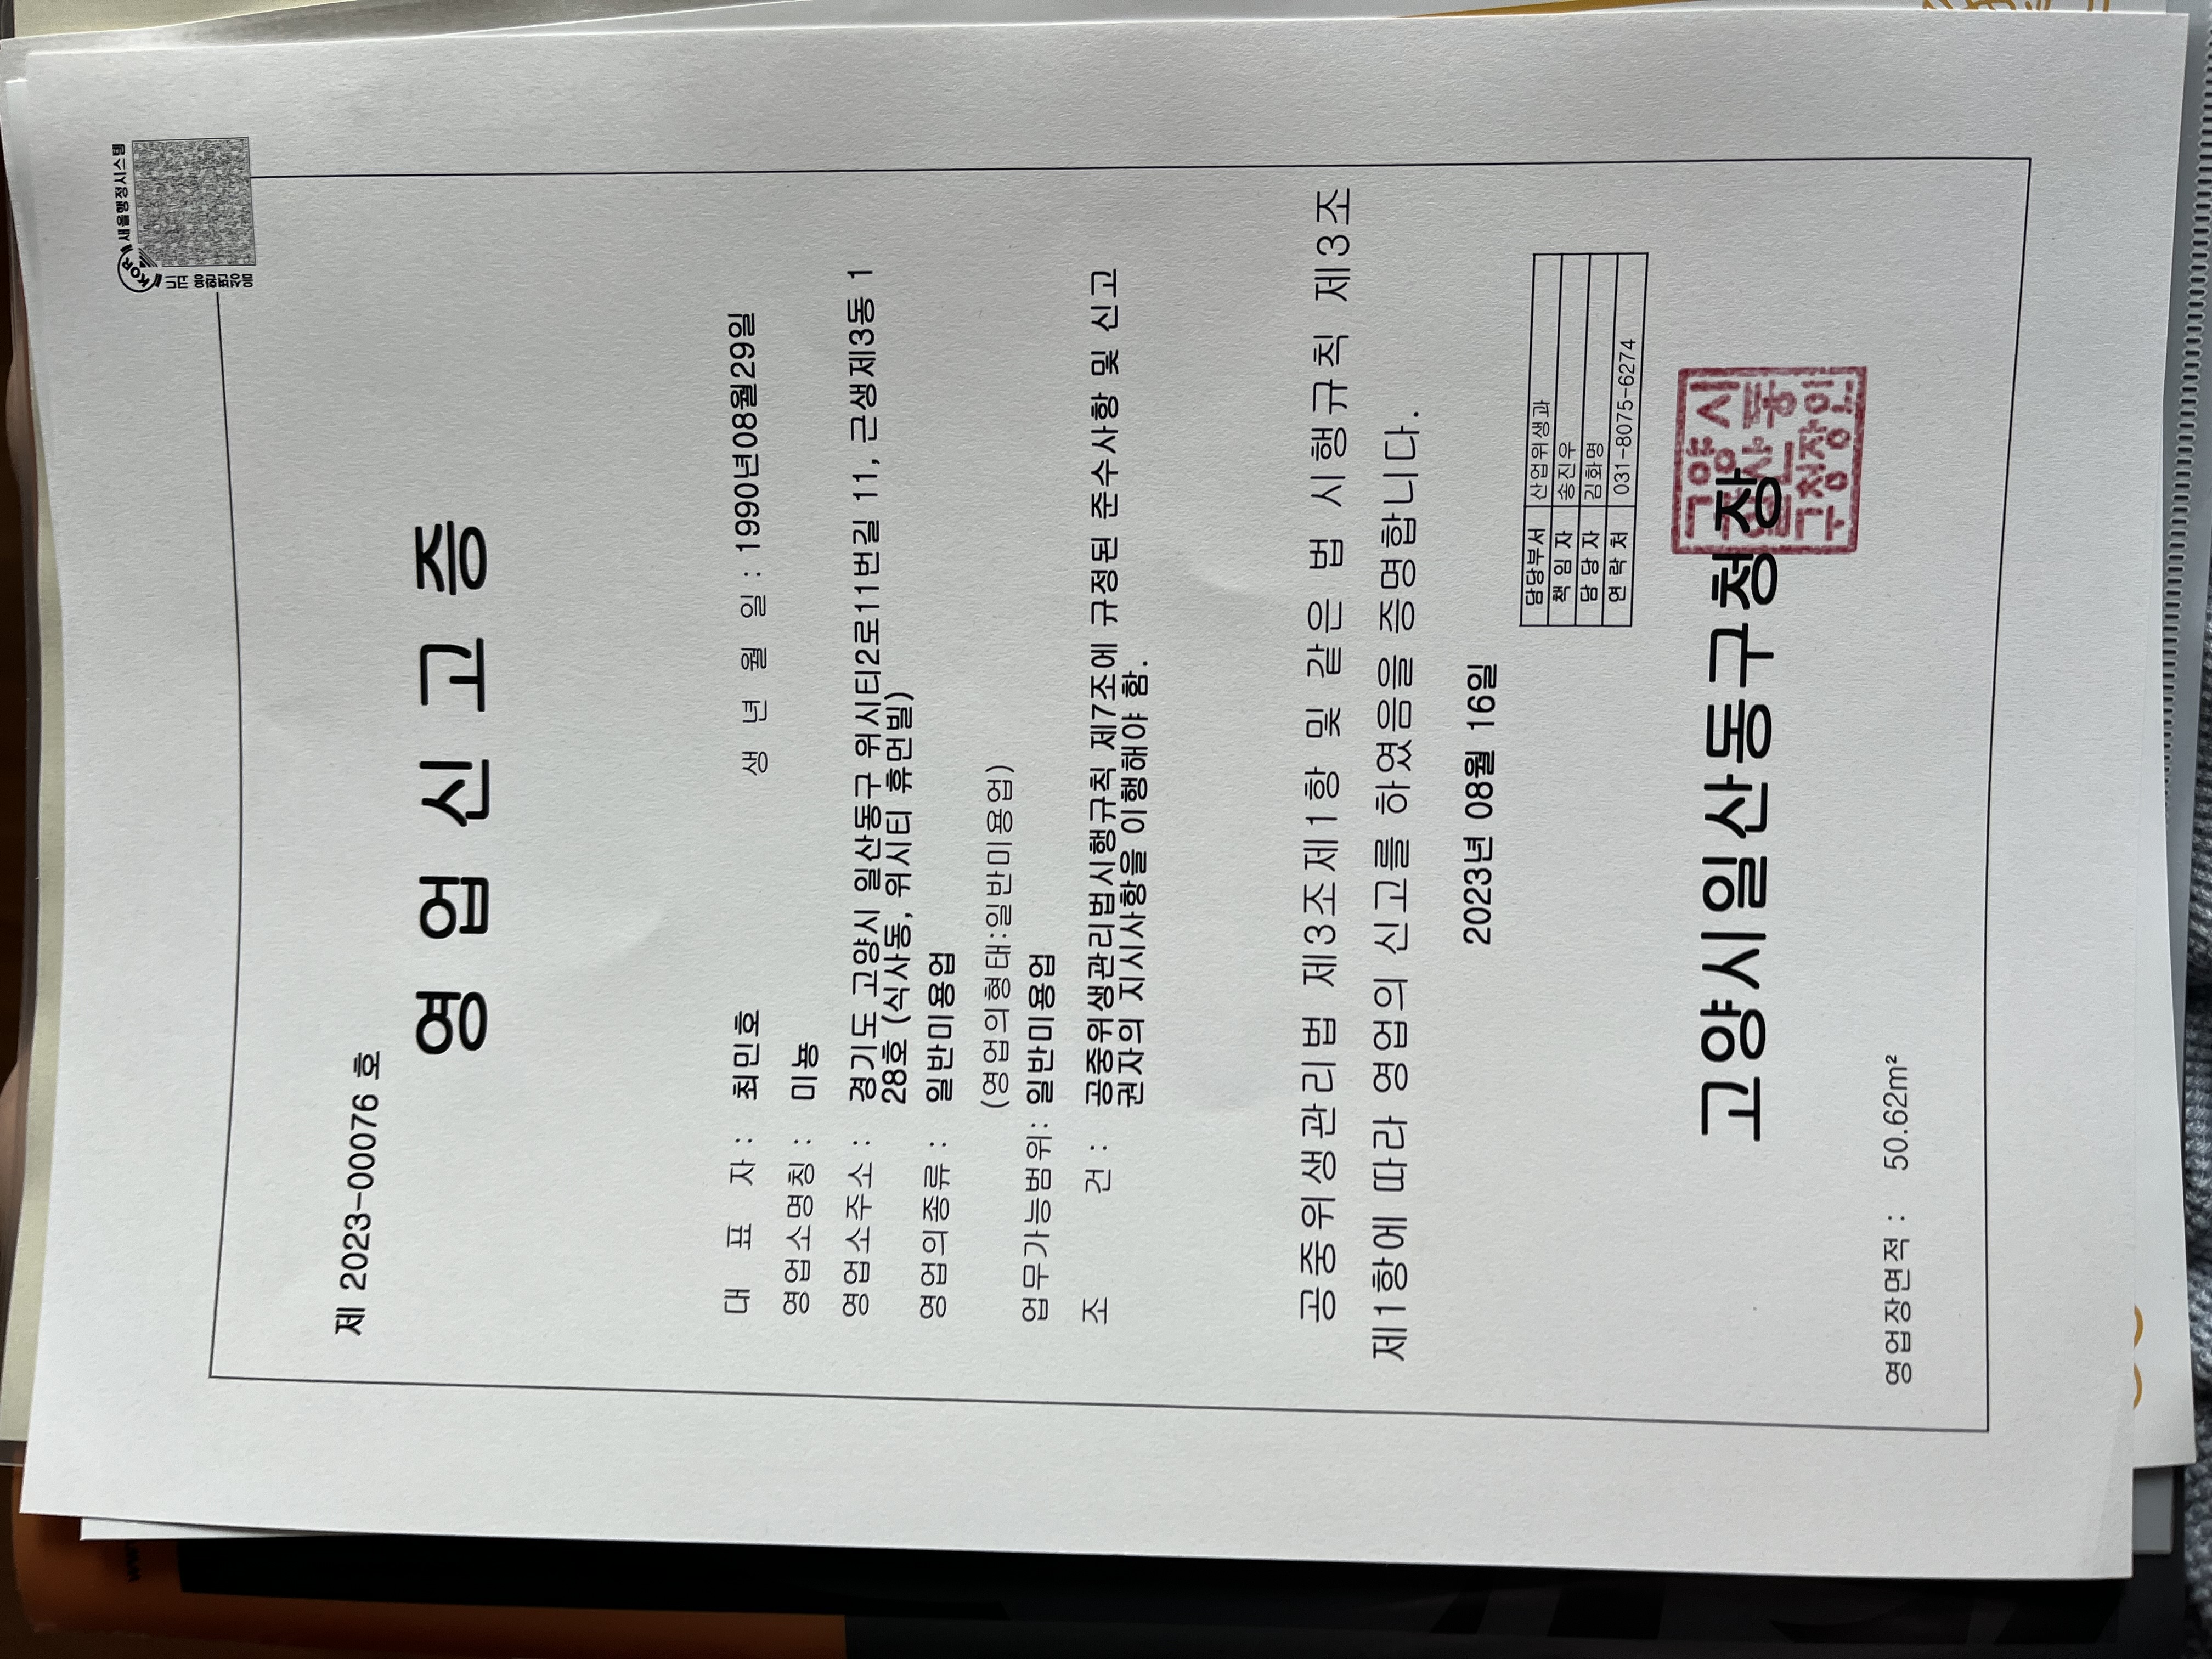 새올행정시스템
KOR
제 2023-00076 호
영 업 신 고 증
대 표 자 : 최민호 생 년 월 일 : 1990년08월29일
영업소명칭 : 미뇽
영업소주소 : 경기도 고양시 일산동구 위시티2로11번길 11, 근생제3동 1
28호 (식사동, 위시티 휴먼빌)
영업의종류 : 일반미용업
(영업의형태:일반미용업)
업무가능범위: 일반미용업
조 건 : 공중위생관리법시행규칙 제7조에 규정된 준수사항 및 신고
권자의 지시사항을 이행해야 함.
공중위생관리법 제3조제1항 및 같은 법 시행규칙 제3조
제1항에 따라 영업의 신고를 하였음을 증명합니다.
2023년 08월 16일
담당부서 산업위생과
책 임 자 송진우
담 당 자 김화명
연 락 처 031-8075-6274
고양시일산동구청장
고양시
일산동
구청장인
영업장면적 : 50.62m²